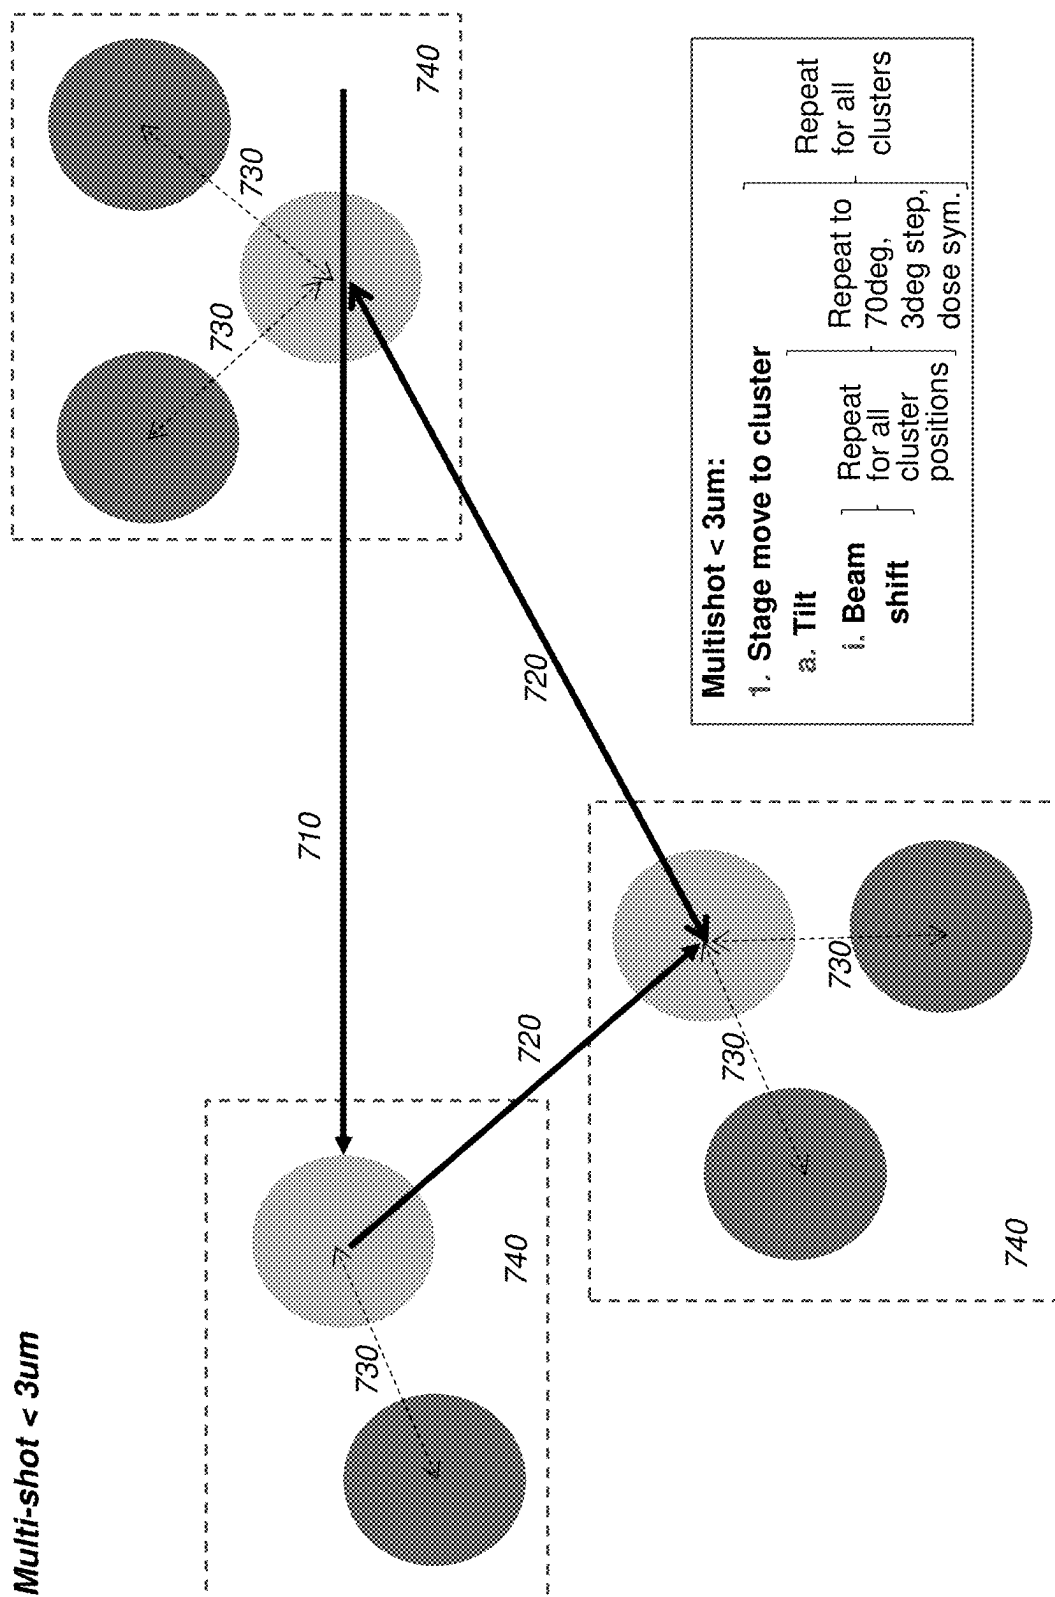 Multi-shot < 3um
730
730
710
730
740
740
720
720
730
730
740
Multishot < 3um:
1. Stage move to cluster
a. Tilt
i. Beam
shift
Repeat
for all
cluster
positions
Repeat to
70deg,
3deg step,
dose sym.
Repeat
for all
clusters